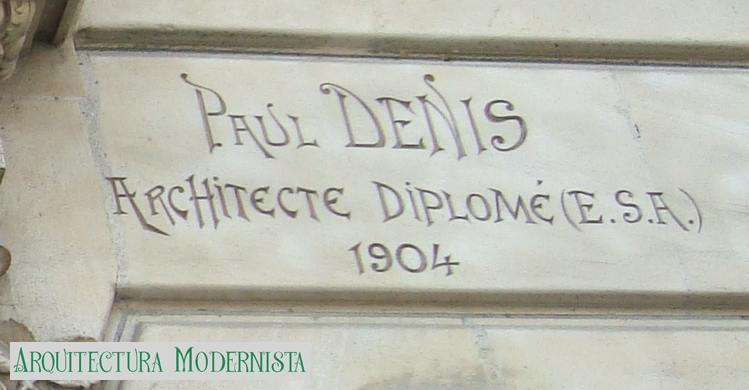 Paul Denis
Architecte Diplomé (E.S.A.)
1904
Arquitectura Modernista